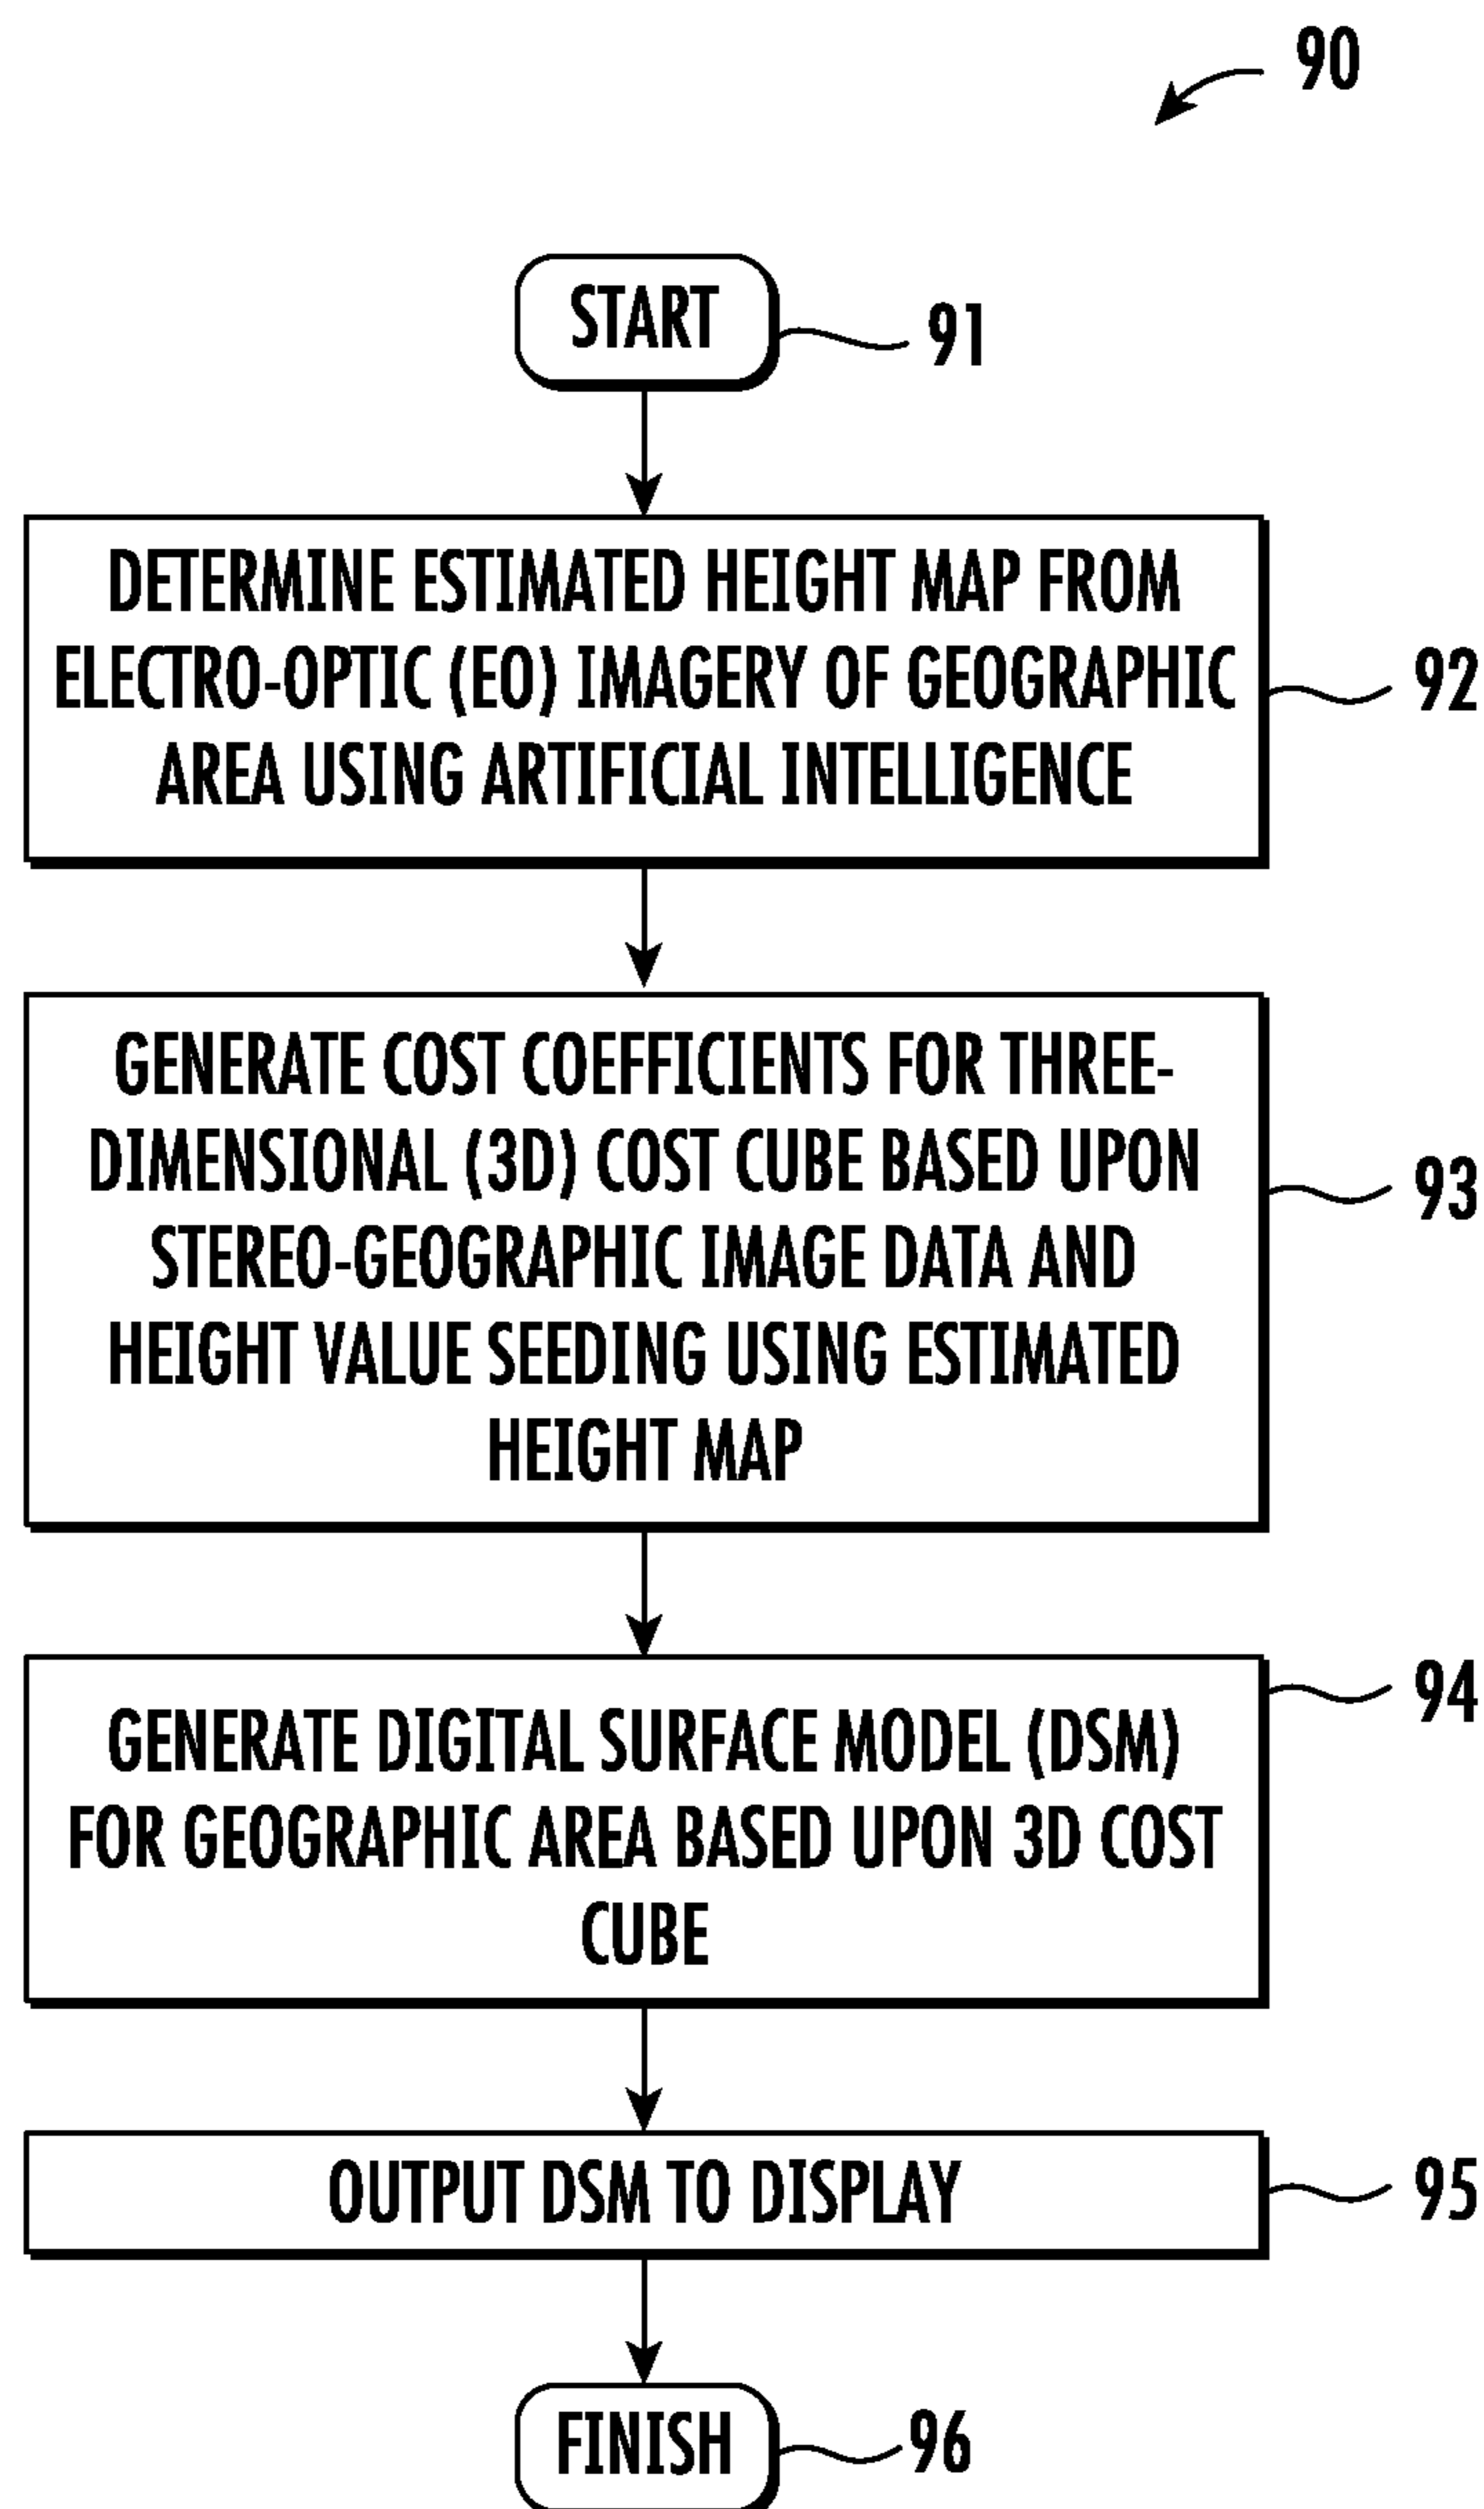 90
START
91
DETERMINE ESTIMATED HEIGHT MAP FROM
ELECTRO-OPTIC (EO) IMAGERY OF GEOGRAPHIC
AREA USING ARTIFICIAL INTELLIGENCE
92
GENERATE COST COEFFICIENTS FOR THREE-
DIMENSIONAL (3D) COST CUBE BASED UPON
STEREO-GEOGRAPHIC IMAGE DATA AND
HEIGHT VALUE SEEDING USING ESTIMATED
HEIGHT MAP
93
GENERATE DIGITAL SURFACE MODEL (DSM)
FOR GEOGRAPHIC AREA BASED UPON 3D COST
CUBE
94
OUTPUT DSM TO DISPLAY
95
FINISH
96